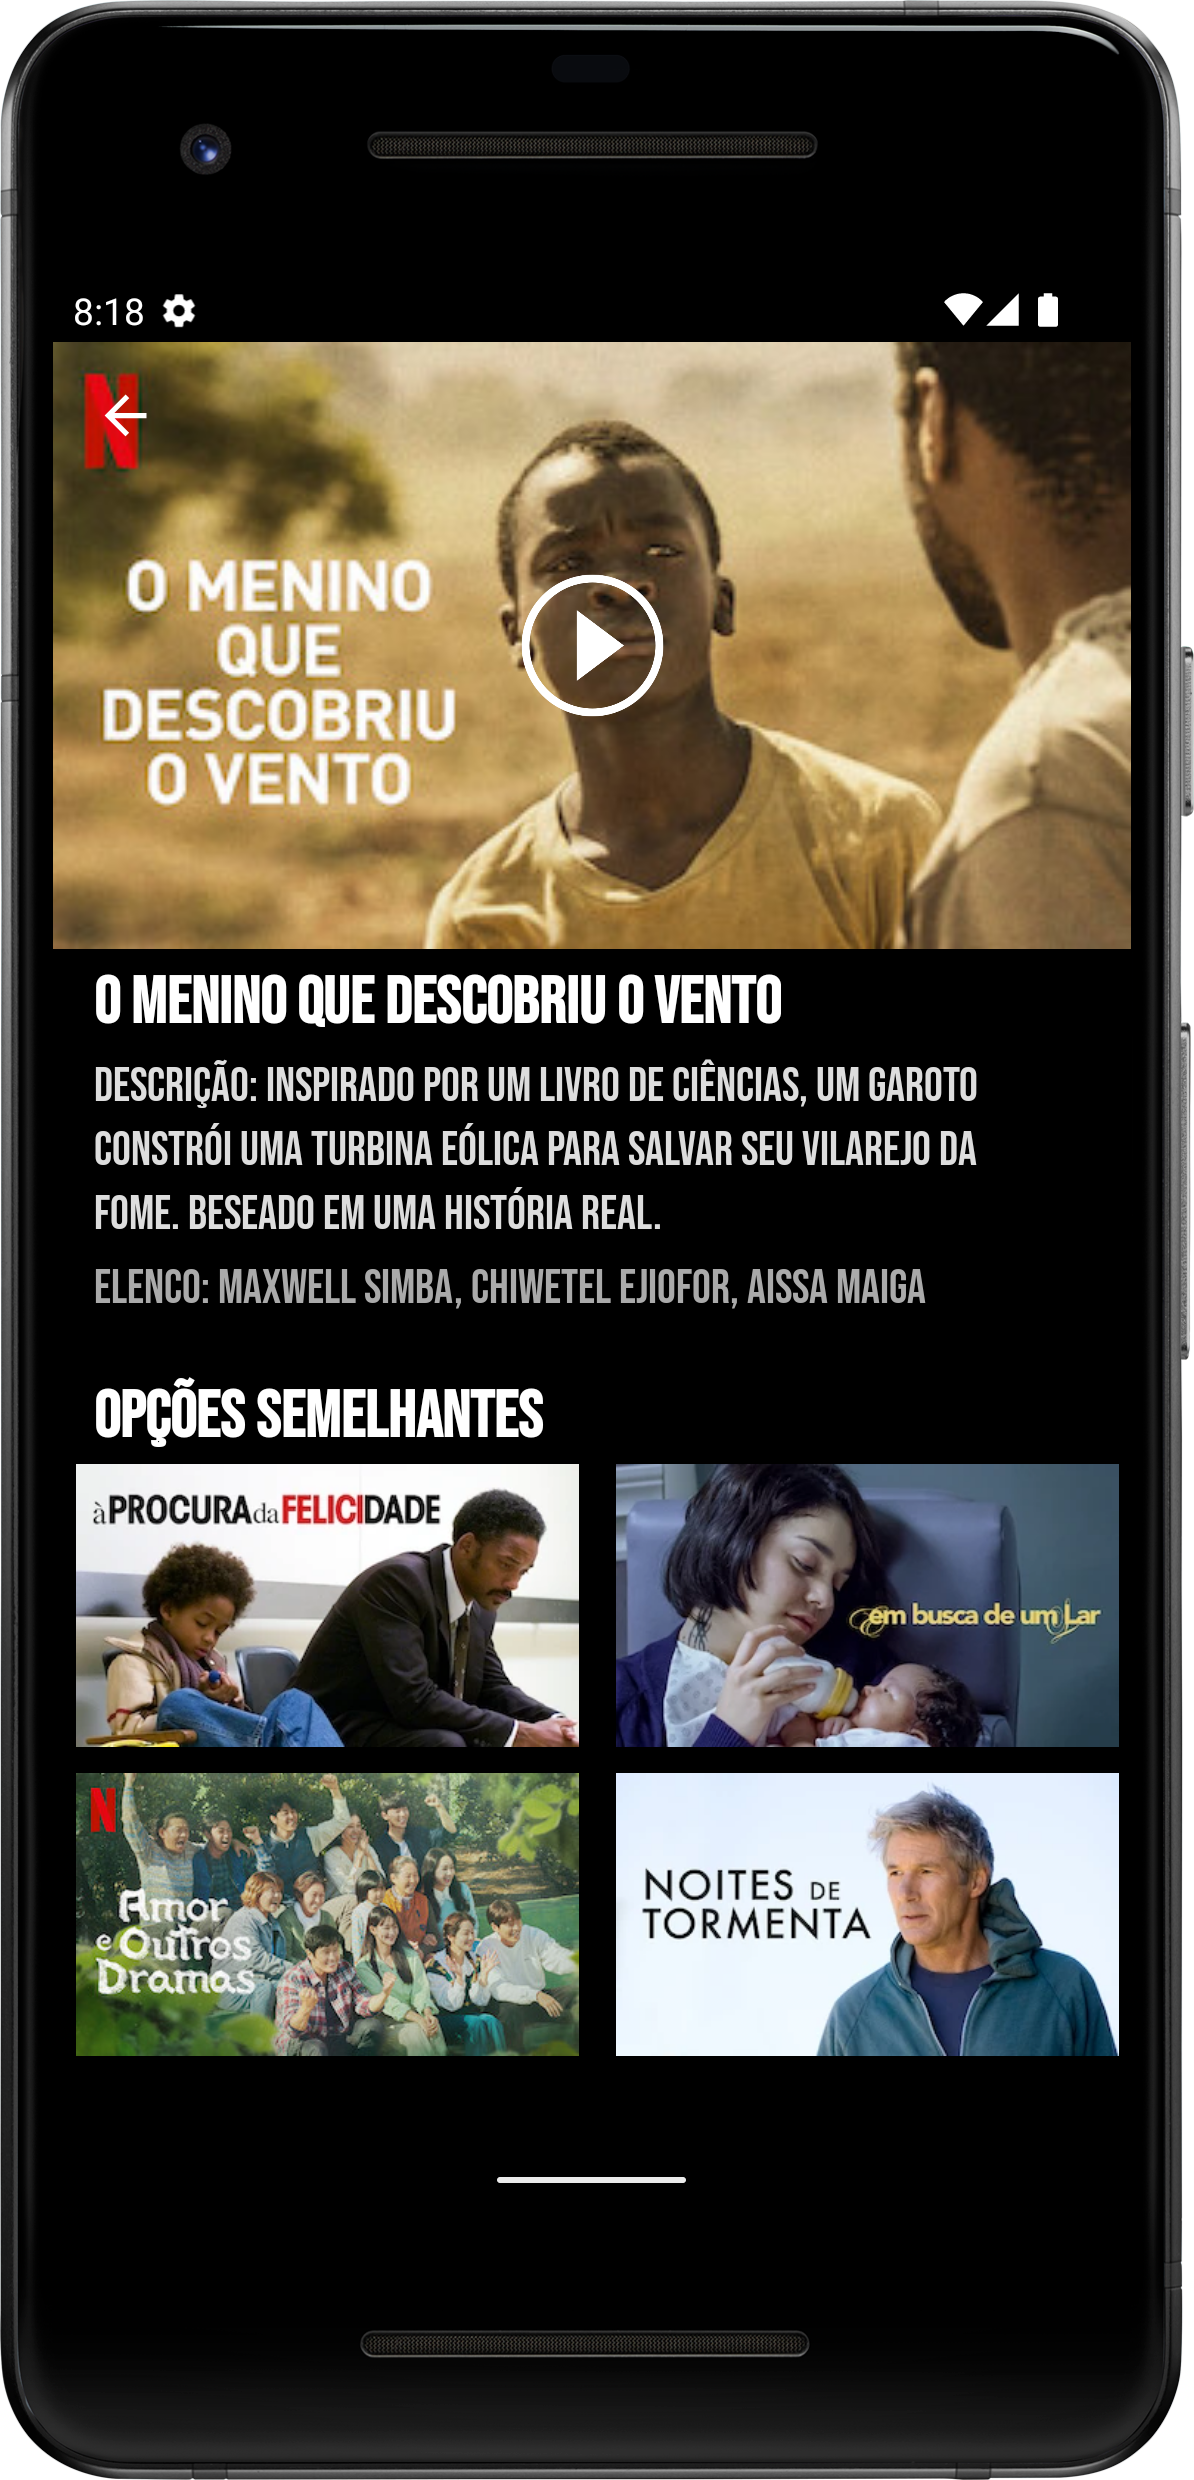 8:18
N
O MENINO
QUE
DESCOBRIU
O VENTO
O MENINO QUE DESCOBRIU O VENTO
DESCRIÇÃO: INSPIRADO POR UM LIVRO DE CIÊNCIAS, UM GAROTO
CONSTRÓI UMA TURBINA EÓLICA PARA SALVAR SEU VILAREJO DA
FOME. BESEADO EM UMA HISTÓRIA REAL.
ELENCO: MAXWELL SIMBA, CHIWETEL EJIOFOR, AISSA MAIGA
OPÇÕES SEMELHANTES
à PROCURA da FELICIDADE
em busca de um Lar
N
Amor
e Outros
Dramas
NOITES DE
TORMENTA